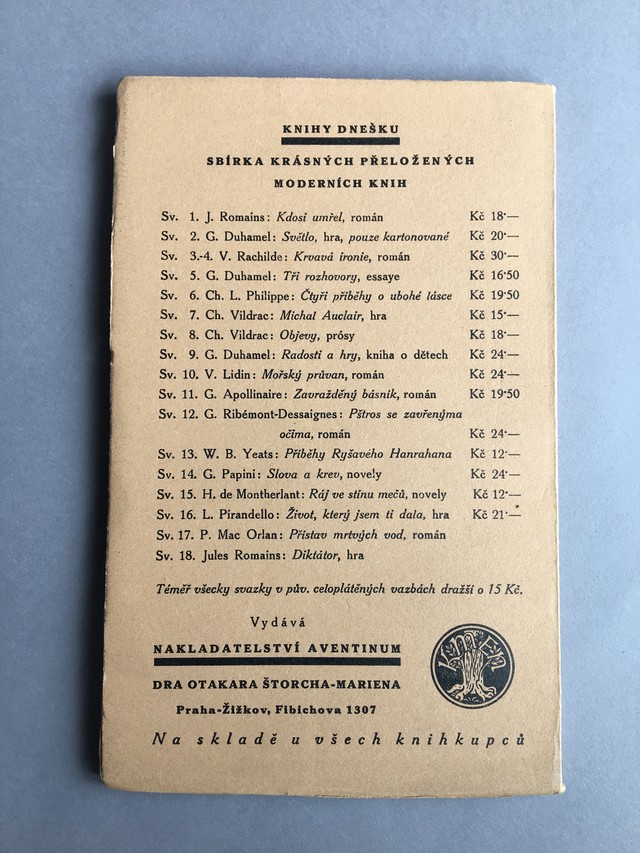 KNIHY DNEŠKU
SBÍRKA KRÁSNÝCH PŘELOŽENÝCH
MODERNÍCH KNIH
Sv. 1. J. Romains: Kdosi umřel, román Kč 18·—
Sv. 2. G. Duhamel: Světlo, hra, pouze kartonované Kč 20·—
Sv. 3.-4. V. Rachilde: Krvavá ironie, román Kč 30·—
Sv. 5. G. Duhamel: Tři rozhovory, essaye Kč 16·50
Sv. 6. Ch. L. Philippe: Čtyři příběhy o ubohé lásce Kč 19·50
Sv. 7. Ch. Vildrac: Michal Auclair, hra Kč 15·—
Sv. 8. Ch. Vildrac: Objevy, prósy Kč 18·—
Sv. 9. G. Duhamel: Radosti a hry, kniha o dětech Kč 24·—
Sv. 10. V. Lidin: Mořský průvan, román Kč 24·—
Sv. 11. G. Apollinaire: Zavražděný básník, román Kč 19·50
Sv. 12. G. Ribémont-Dessaignes: Pštros se zavřenýma
očima, román Kč 24·—
Sv. 13. W. B. Yeats: Příběhy Ryšavého Hanrahana Kč 12·—
Sv. 14. G. Papini: Slova a krev, novely Kč 24·—
Sv. 15. H. de Montherlant: Ráj ve stínu mečů, novely Kč 12·—
Sv. 16. L. Pirandello: Život, který jsem ti dala, hra Kč 21·—
Sv. 17. P. Mac Orlan: Přístav mrtvých vod, román
Sv. 18. Jules Romains: Diktátor, hra
Téměř všecky svazky v pův. celoplátěných vazbách dražší o 15 Kč.
Vydává
NAKLADATELSTVÍ AVENTINUM
DRA OTAKARA ŠTORCHA-MARIENA
Praha-Žižkov, Fibichova 1307
KMEN
Na skladě u všech knihkupců